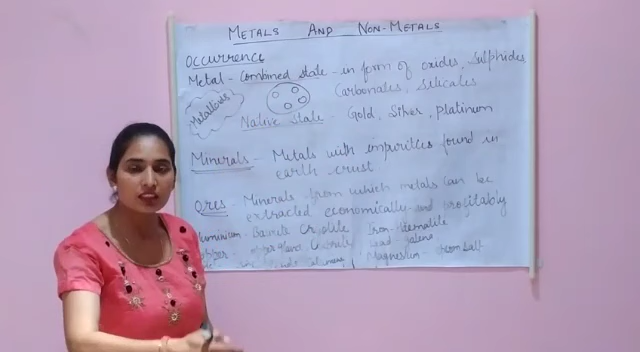 METALS AND NON-METALS
Occurrence
Metal - Combined state - in form of oxides, Sulphides
Carbonates, Silicates
Metalloids
Native State - Gold, Silver, Platinum
Minerals - Metals with impurities found in
earth crust
Ores - Minerals from which metals can be
extracted economically and profitably
Bauxite Cryolite Iron - Haematite
Lead - galena
Magnesium